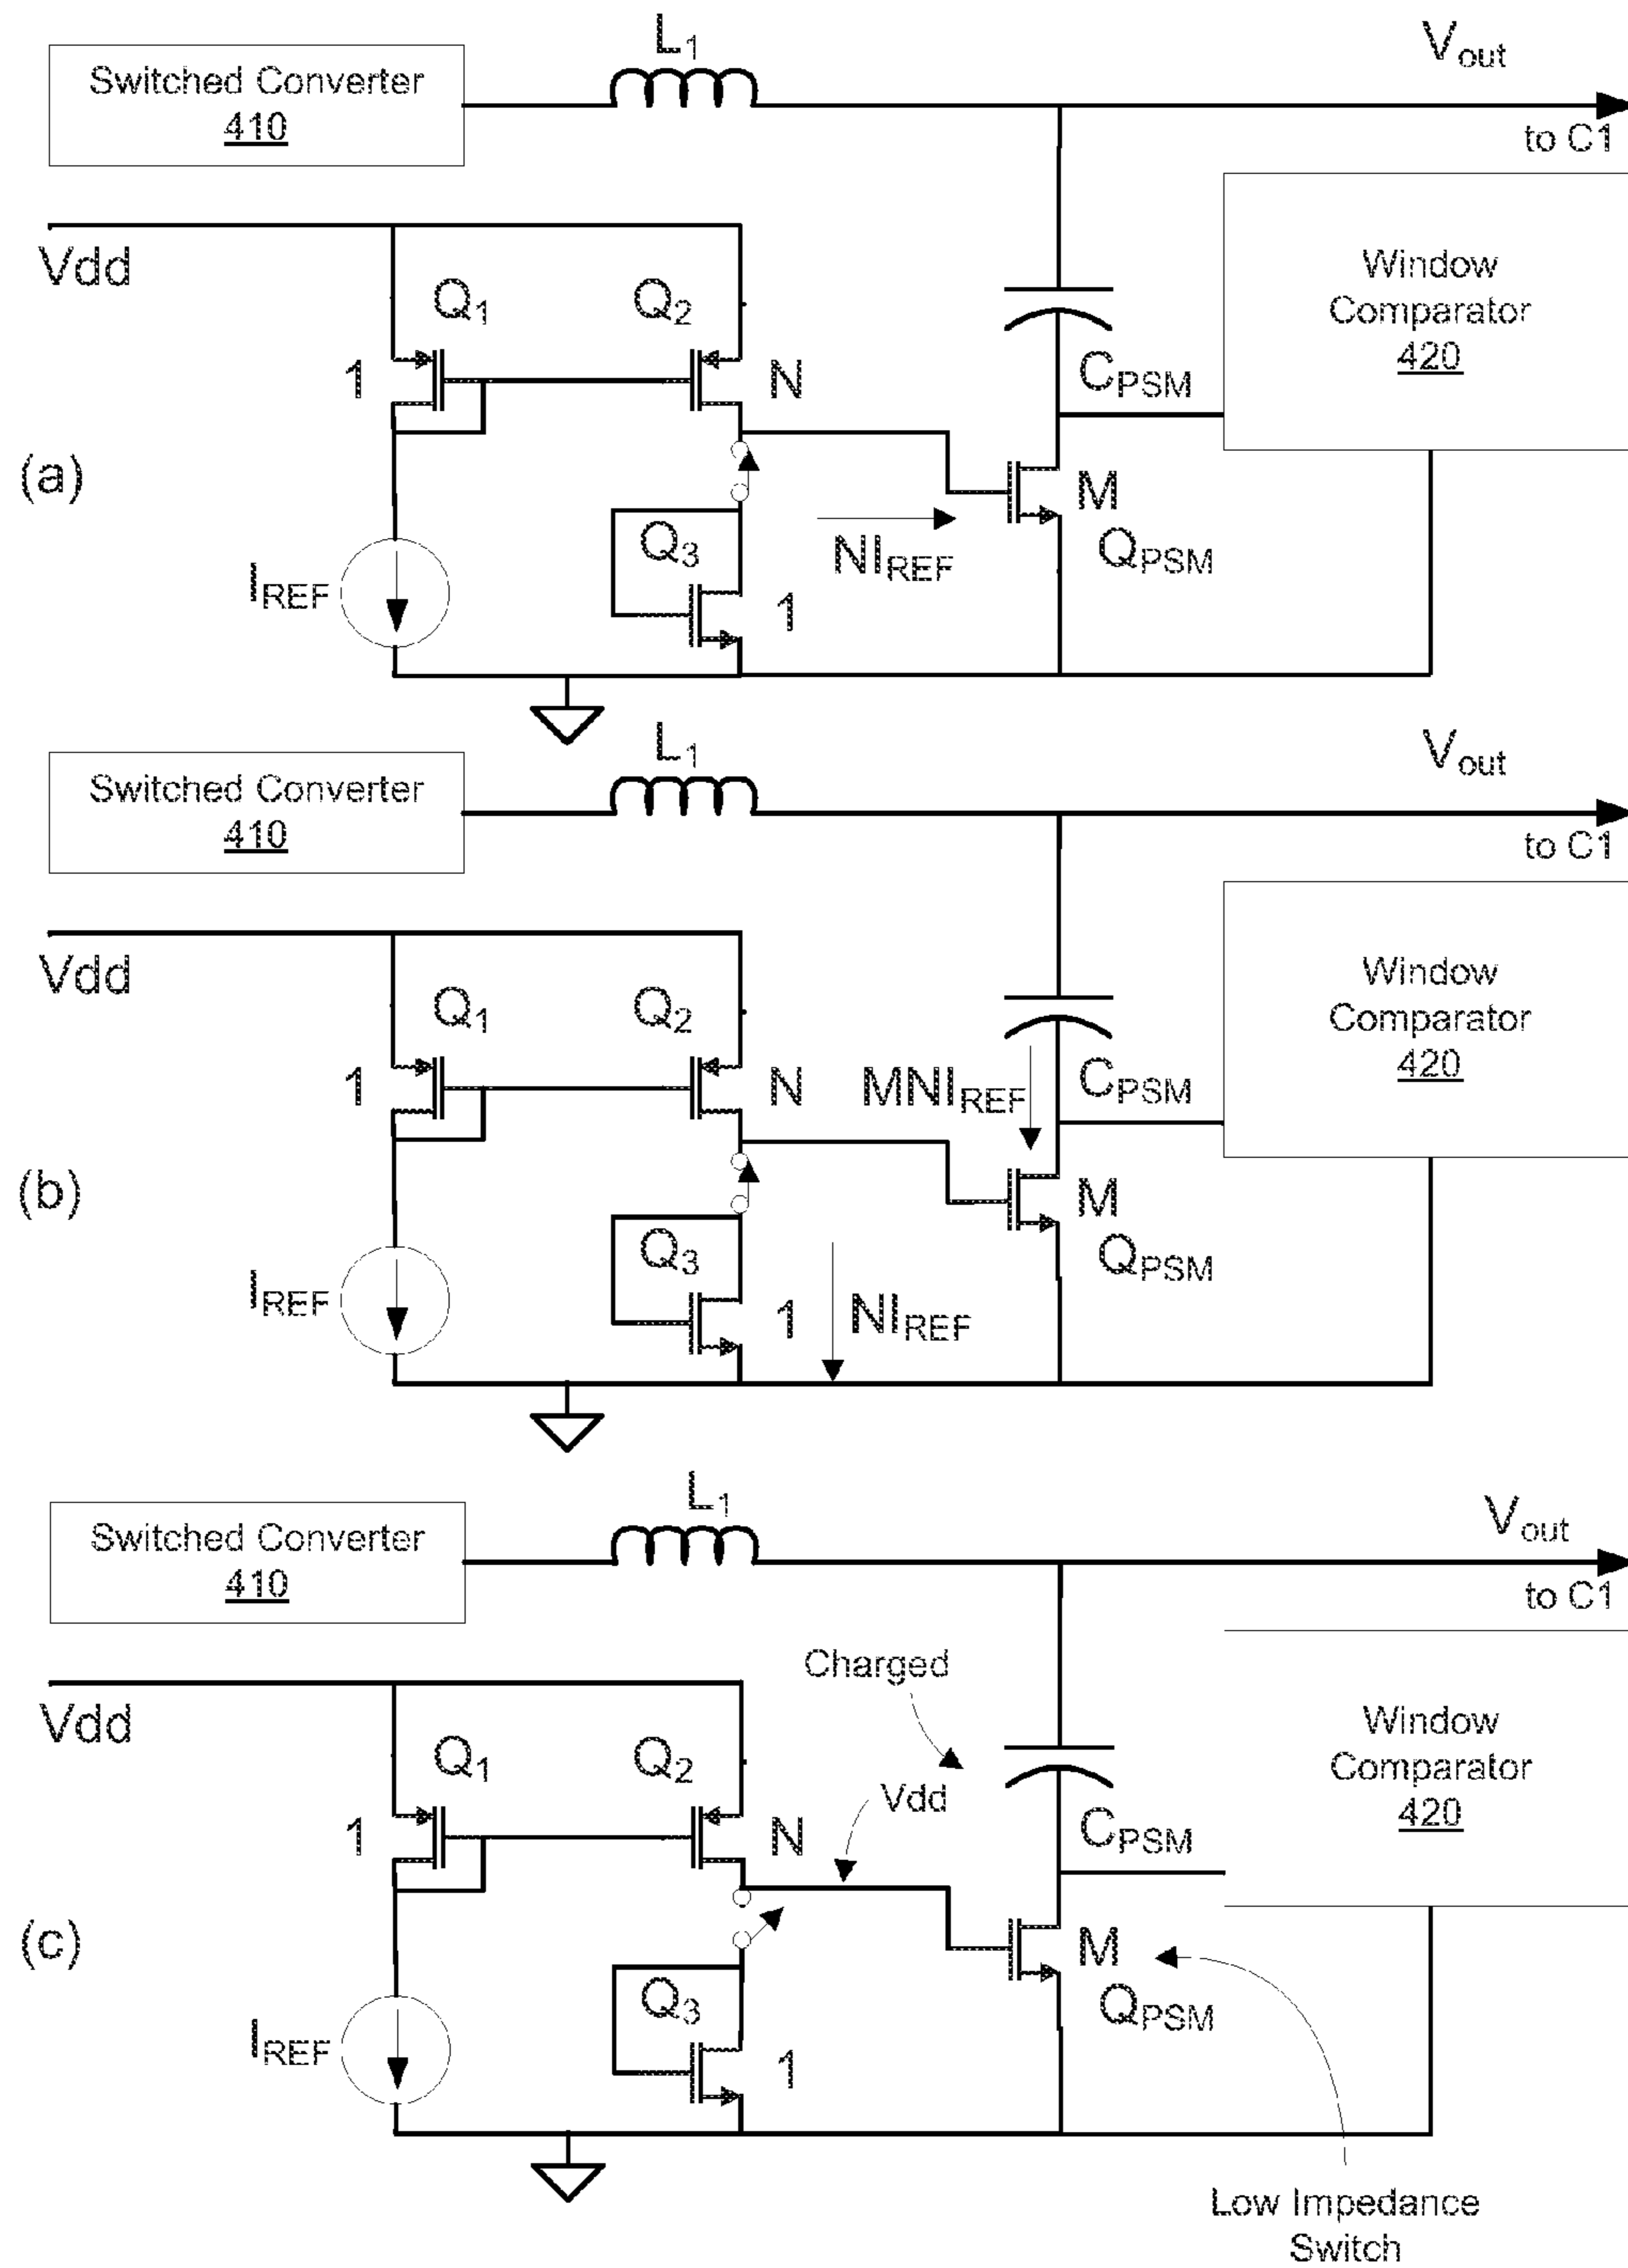 L1
Vout
Switched Converter
410
to C1
Vdd
Q1
Q2
Window
Comparator
420
1
N
CPSM
(a)
M
QPSM
Q3
NIREF
IREF
1
L1
Vout
Switched Converter
410
to C1
Vdd
Q1
Q2
Window
Comparator
420
1
N
MNIREF
CPSM
(b)
M
QPSM
Q3
IREF
1
NIREF
L1
Vout
Switched Converter
410
to C1
Charged
Vdd
Q1
Q2
Vdd
Window
Comparator
420
1
N
CPSM
(c)
M
QPSM
Q3
IREF
1
Low Impedance
Switch